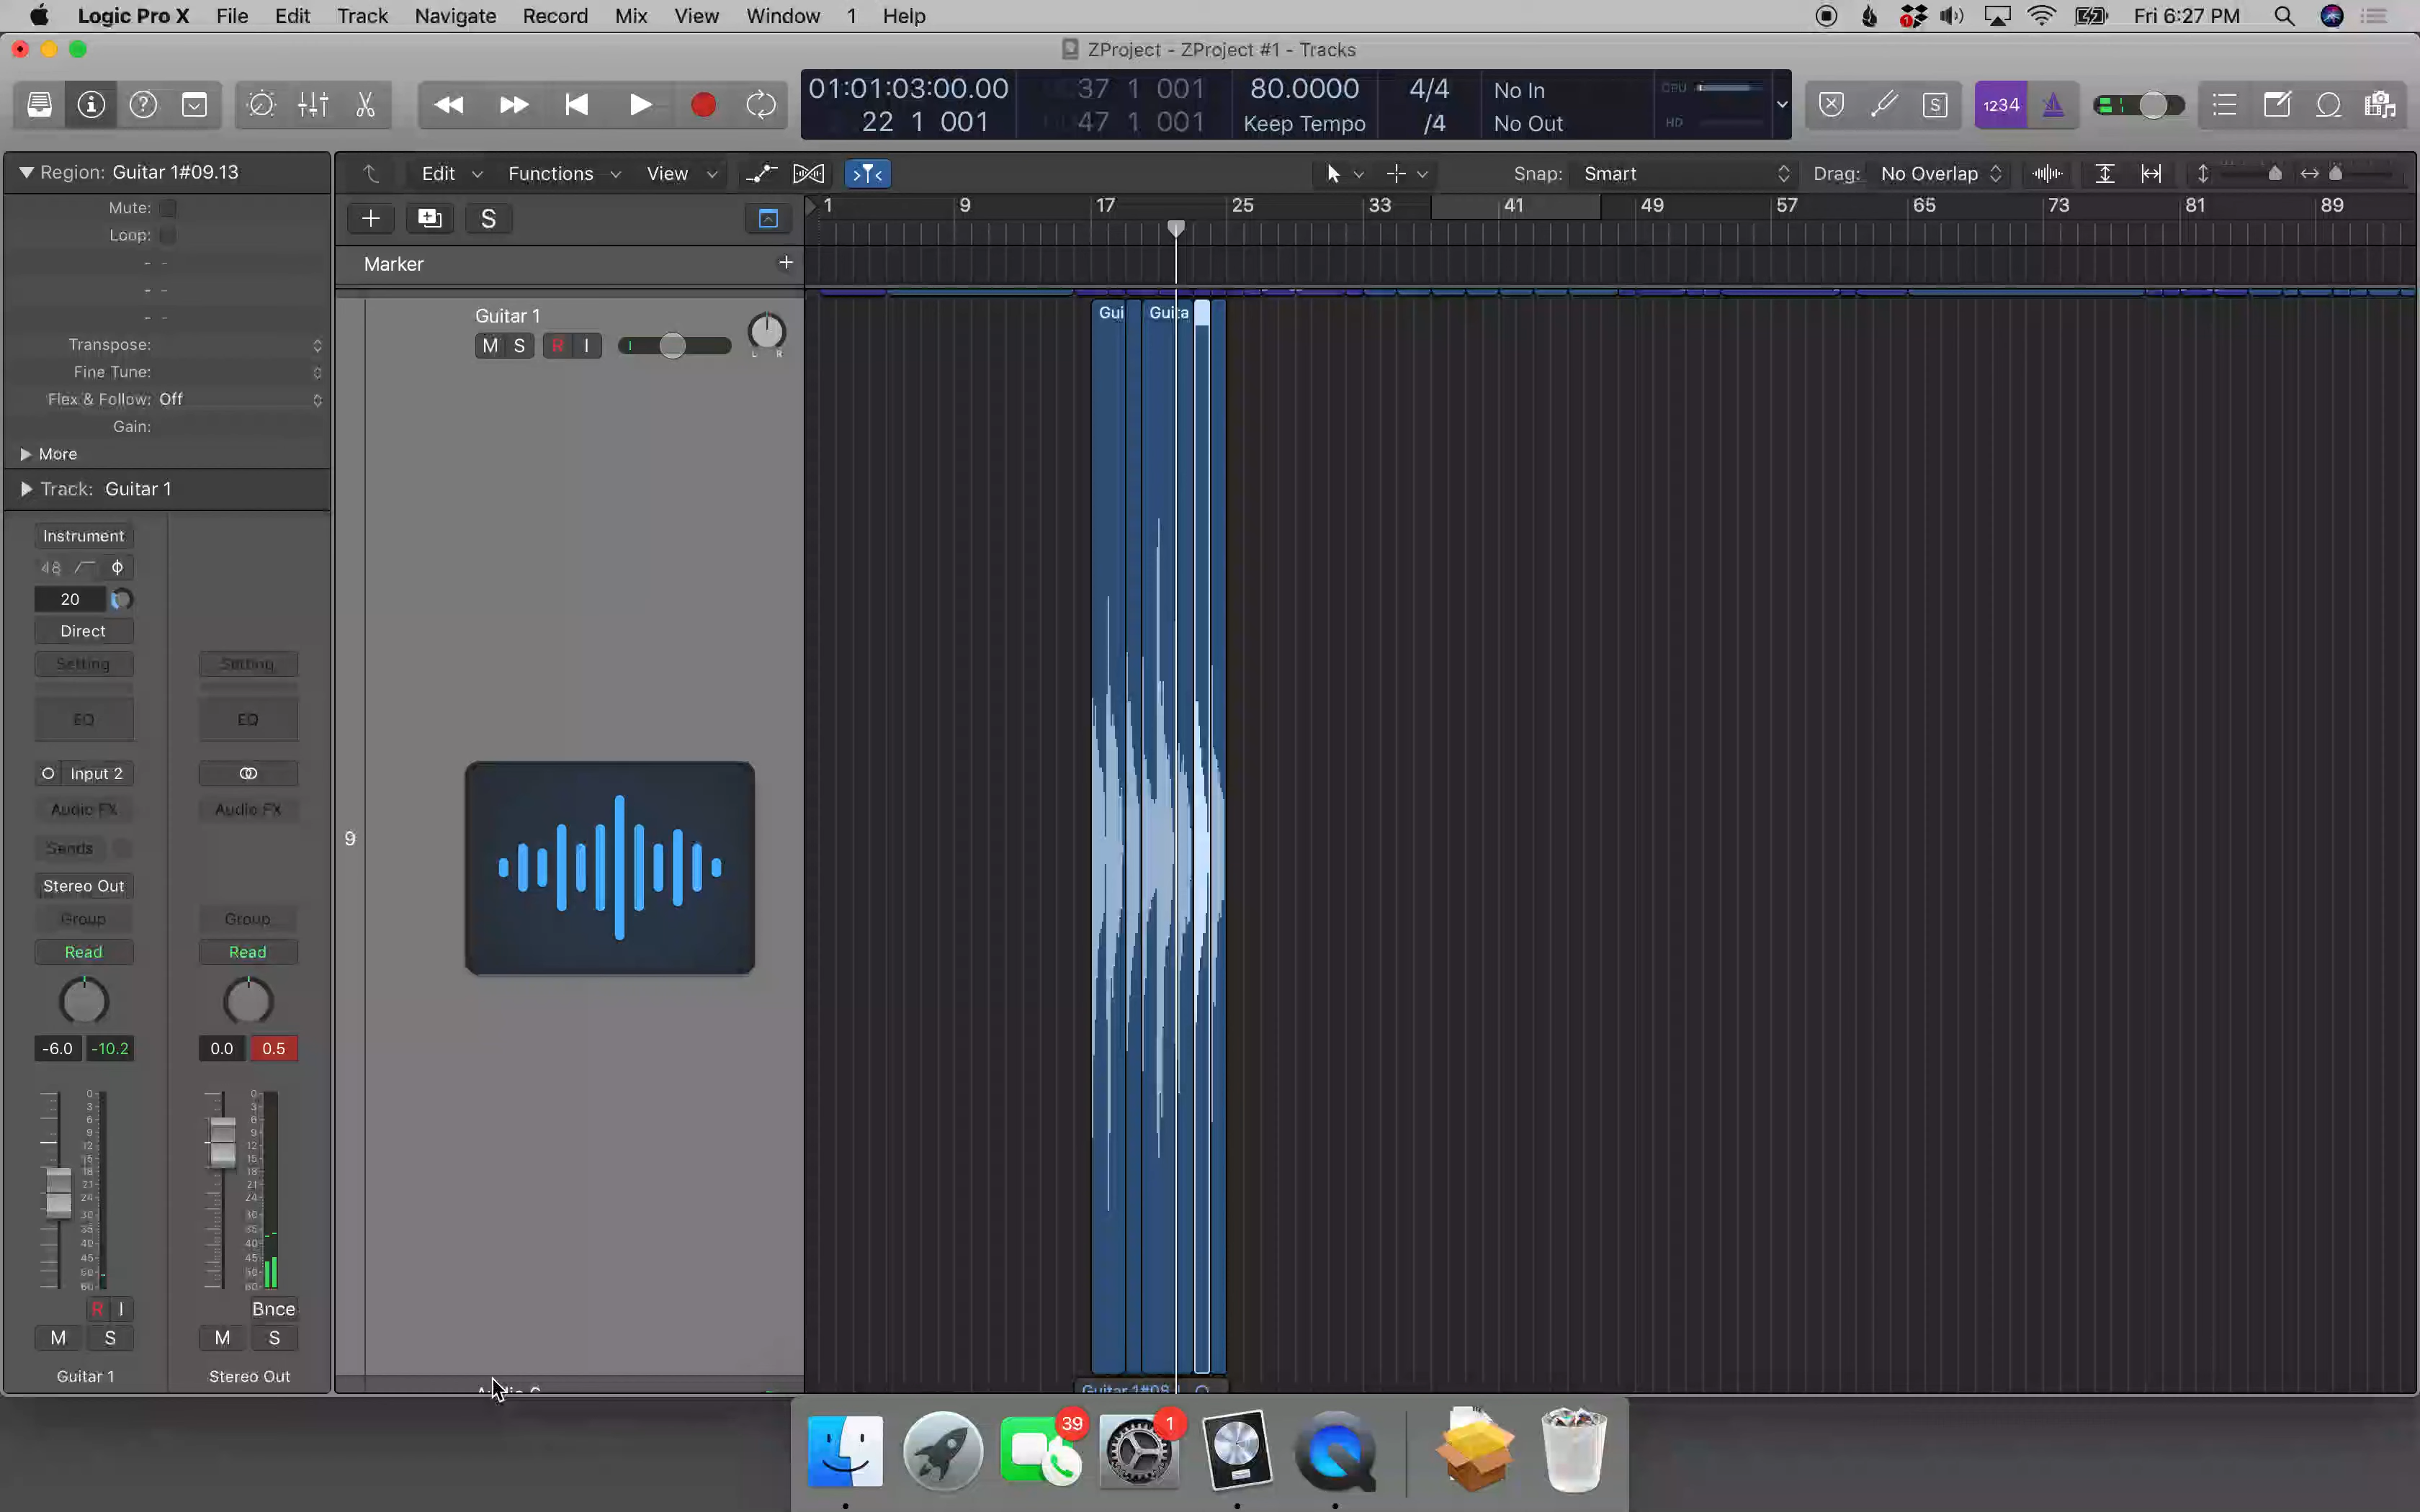 Logic Pro X File Edit Track Navigate Record Mix View Window 1 Help Fri 6:27 PM
ZProject - ZProject #1 - Tracks
01:01:03:00.00 37 1 001 80.0000 4/4 No In CPU
22 1 001 47 1 001 Keep Tempo /4 No Out HD
S 1234
Region: Guitar 1#09.13
Edit Functions View Snap: Smart Drag: No Overlap
Mute:
Loop:
S
1 9 17 25 33 41 49 57 65 73 81 89
Marker +
- -
- -
- -
Transpose:
Fine Tune:
Flex & Follow: Off
Gain:
More
Track: Guitar 1
Guitar 1
M S R I
L R
Gui Guita
9
Instrument
48
20
Direct
Setting Setting
EQ EQ
Input 2
Audio FX Audio FX
Sends
Stereo Out
Group Group
Read Read
-6.0 -10.2 0.0 0.5
0 0
3 3
6 6
9 9
12 12
15 15
18 18
21 21
24 24
30 30
35 35
40 40
45 45
50 50
60 60
R I Bnce
M S M S
Guitar 1 Stereo Out
Guitar 1#08
39 1